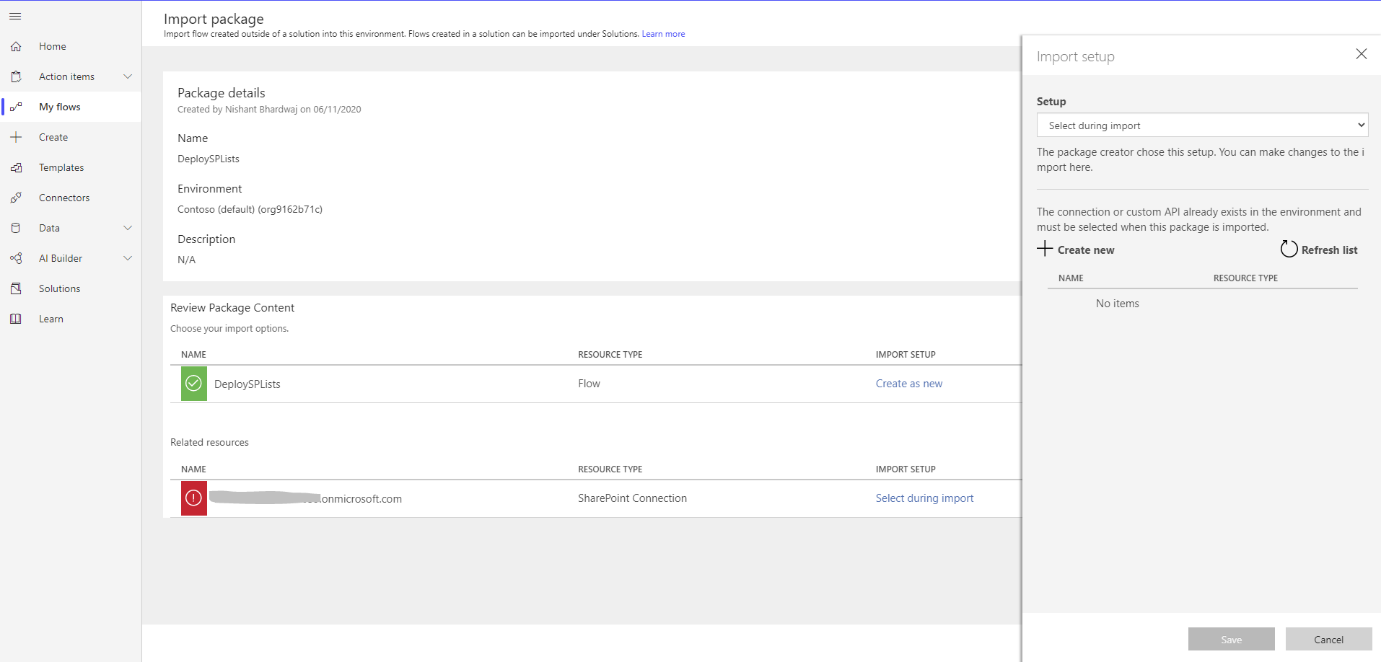 Import package
Import flow created outside of a solution into this environment. Flows created in a solution can be imported under Solutions. Learn more
Home
Action items
My flows
Create
Templates
Connectors
Data
AI Builder
Solutions
Learn
Package details
Created by Nishant Bhardwaj on 06/11/2020
Name
DeploySPLists
Environment
Contoso (default) (org9162b71c)
Description
N/A
Review Package Content
Choose your import options.
NAME RESOURCE TYPE IMPORT SETUP
DeploySPLists Flow Create as new
Related resources
NAME RESOURCE TYPE IMPORT SETUP
onmicrosoft.com SharePoint Connection Select during import
Import setup
Setup
Select during import
The package creator chose this setup. You can make changes to the i
mport here.
The connection or custom API already exists in the environment and
must be selected when this package is imported.
Create new Refresh list
NAME RESOURCE TYPE
No items
Save Cancel